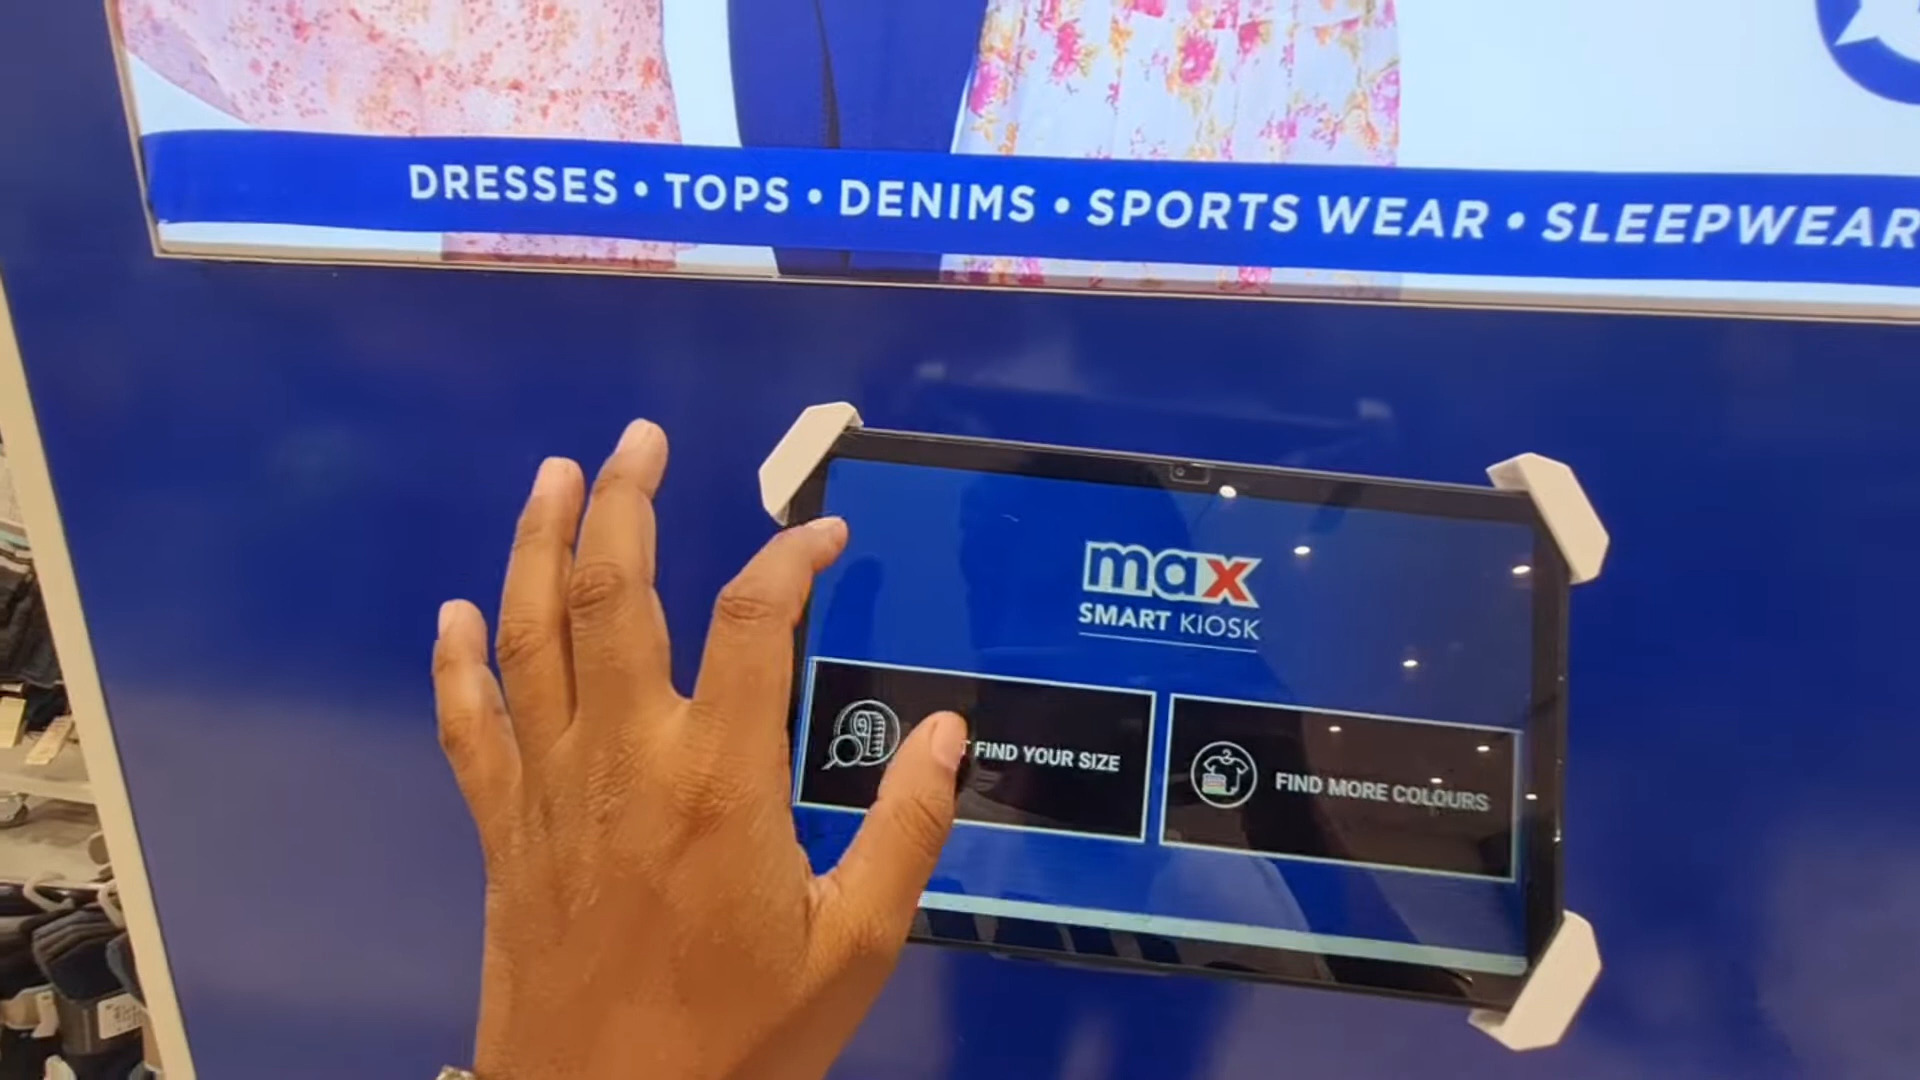 DRESSES • TOPS • DENIMS • SPORTS WEAR • SLEEPWEAR
max
SMART KIOSK
FIND YOUR SIZE
FIND MORE COLOURS